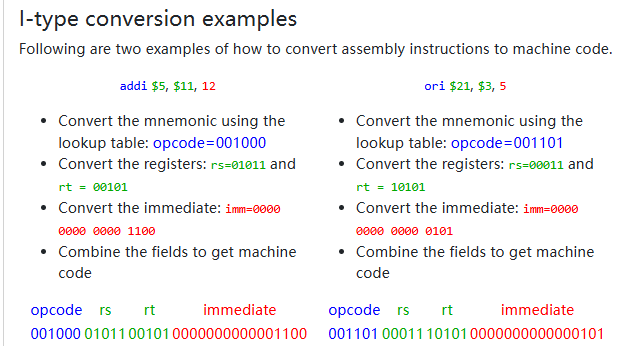 I-type conversion examples
Following are two examples of how to convert assembly instructions to machine code.
addi $5, $11, 12
• Convert the mnemonic using the
lookup table: opcode=001000
• Convert the registers: rs=01011 and
rt = 00101
• Convert the immediate: imm=0000
0000 0000 1100
• Combine the fields to get machine
code
opcode rs rt immediate
001000 01011 00101 0000000000001100
ori $21, $3, 5
• Convert the mnemonic using the
lookup table: opcode=001101
• Convert the registers: rs=00011 and
rt = 10101
• Convert the immediate: imm=0000
0000 0000 0101
• Combine the fields to get machine
code
opcode rs rt immediate
001101 00011 10101 0000000000000101